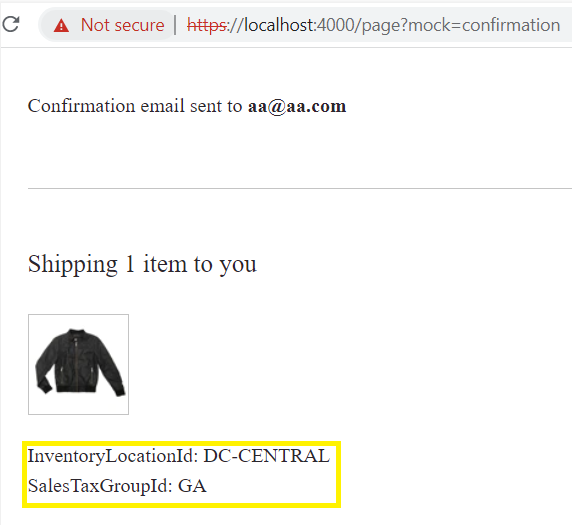 Not secure | https://localhost:4000/page?mock=confirmation
Confirmation email sent to aa@aa.com
Shipping 1 item to you
InventoryLocationId: DC-CENTRAL
SalesTaxGroupId: GA